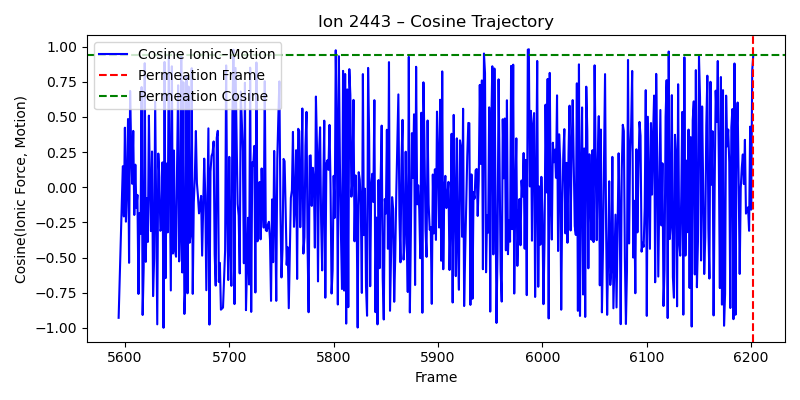 Ion 2443 – Cosine Trajectory
Cosine(Ionic Force, Motion)
1.00
0.75
0.50
0.25
0.00
−0.25
−0.50
−0.75
−1.00
Cosine Ionic–Motion
Permeation Frame
Permeation Cosine
5600
5700
5800
5900
6000
6100
6200
Frame